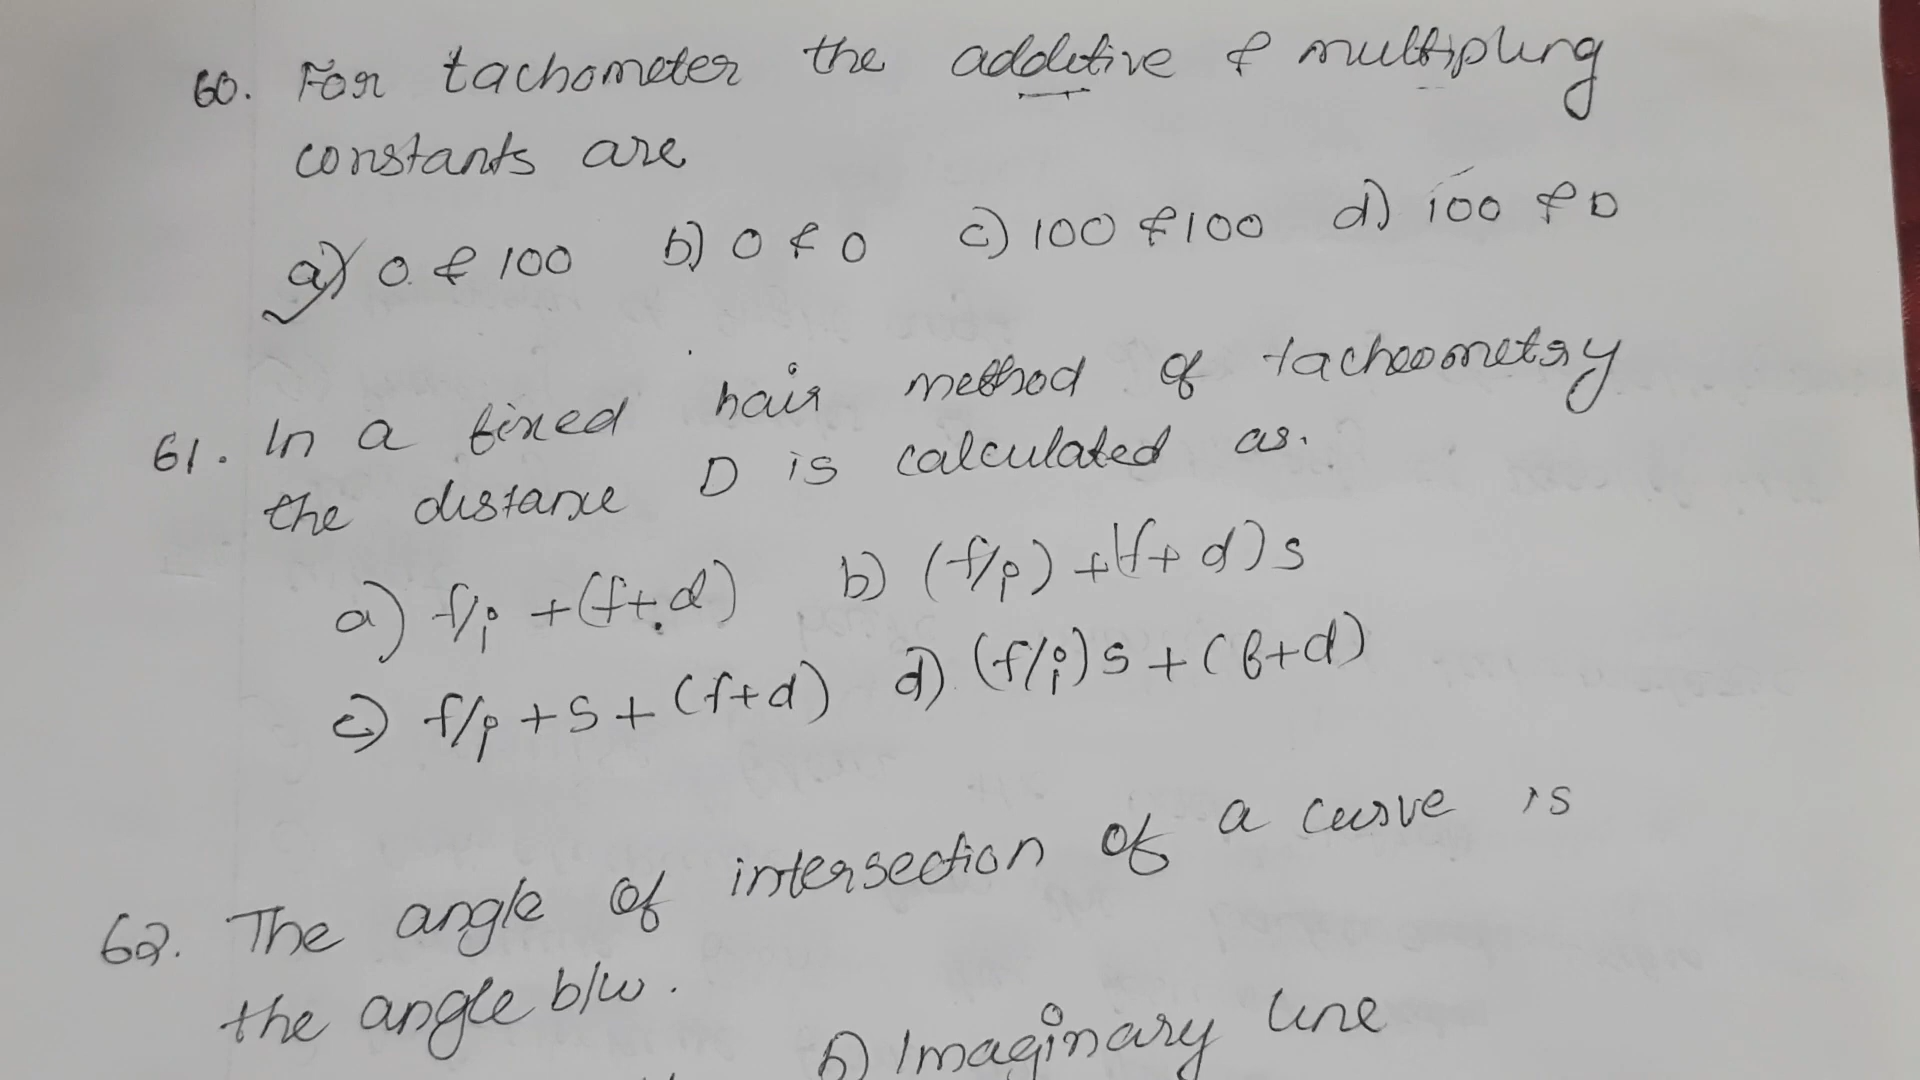 60. For tachometer the additive & multiplung
constants are
a) 0 & 100 b) 0 & 0 c) 100 & 100 d) 100 & 0
61. In a fixed hair method of tacheometry
the distance D is calculated as.
a) f/i + (f+d) b) (f/i) + (f+d)s
c) f/i + s + (f+d) d) (f/i)s + (f+d)
62. The angle of intersection of a curve is
the angle b/w.
b) Imaginary line